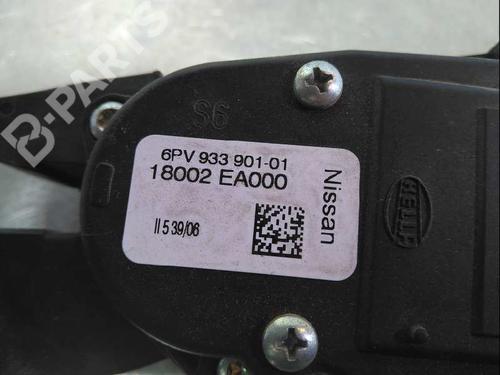 B-PARTS
S6
6PV 933 901-01
18002 EA000
II 5 39/06
Nissan
HELLA